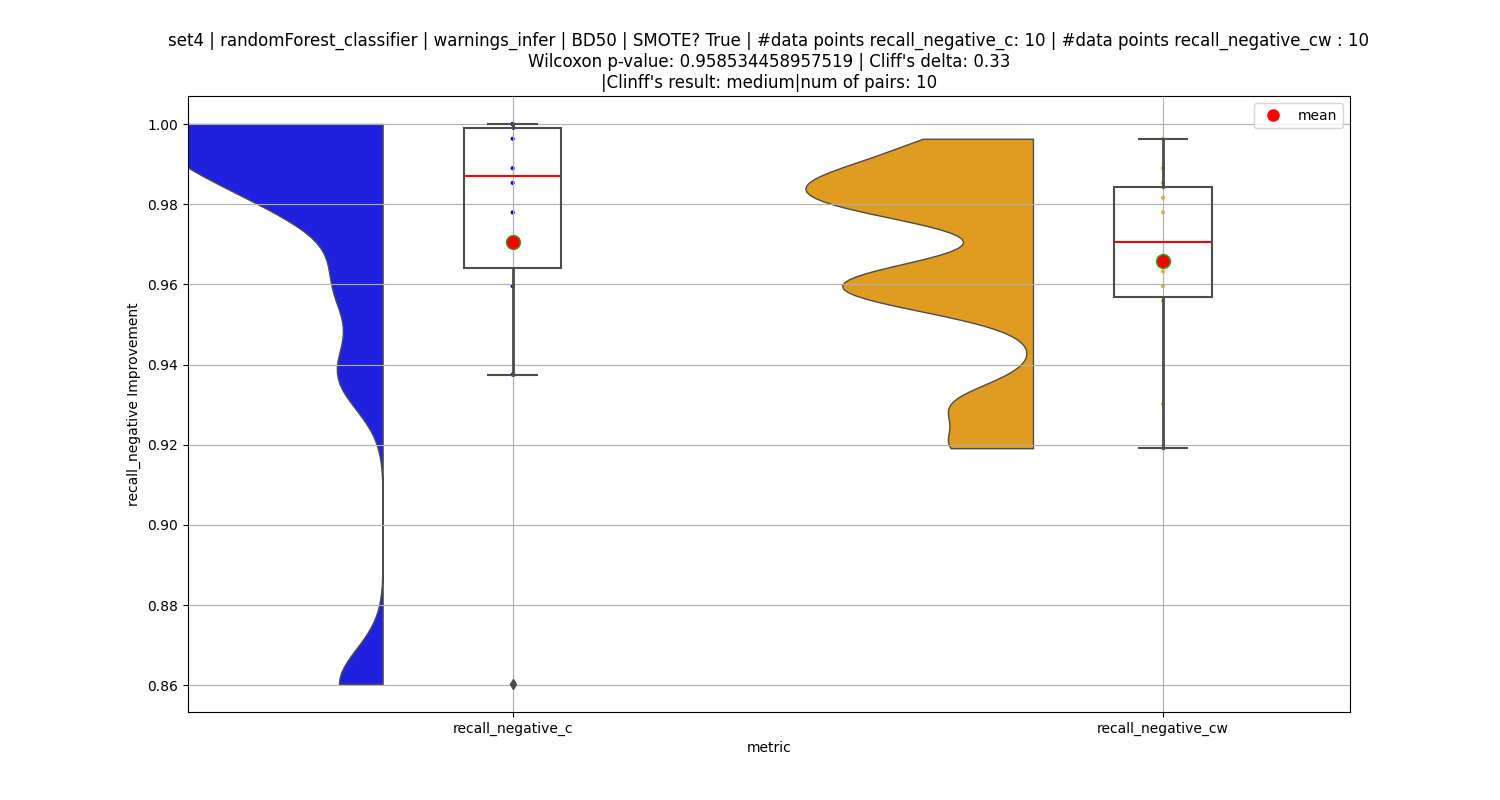 set4 | randomForest_classifier | warnings_infer | BD50 | SMOTE? True | #data points recall_negative_c: 10 | #data points recall_negative_cw : 10
Wilcoxon p-value: 0.958534458957519 | Cliff's delta: 0.33
|Clinff's result: medium|num of pairs: 10
mean
1.00
0.98
0.96
0.94
0.92
0.90
0.88
0.86
recall_negative Improvement
recall_negative_c
recall_negative_cw
metric